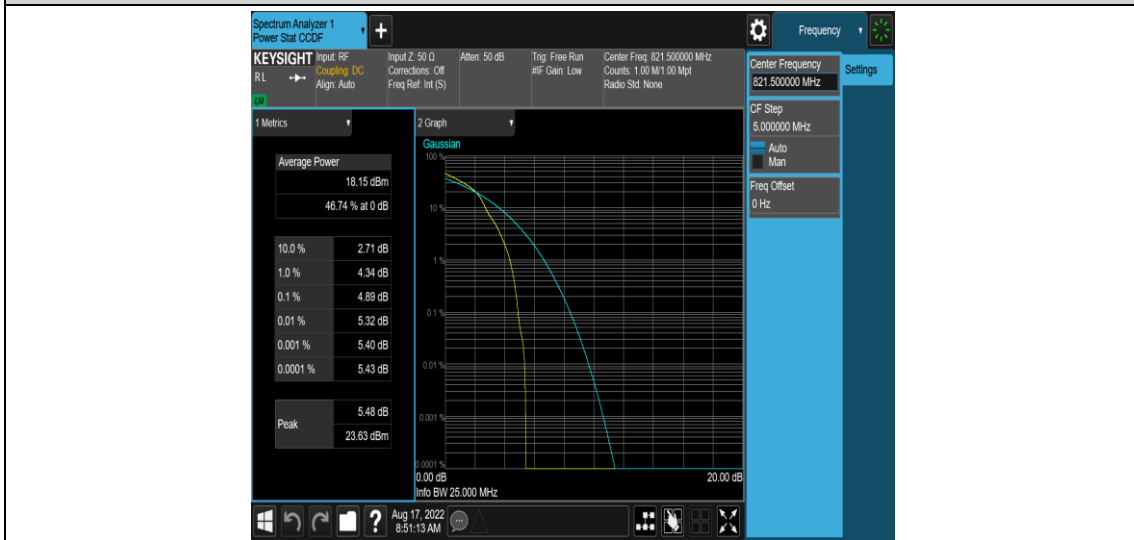 Spectrum Analyzer 1
Power Stat CCDF
+
Frequency
KEYSIGHT
RL
Input: RF
Coupling: DC
Align: Auto
Input Z: 50 Ω
Corrections: Off
Freq Ref: Int (S)
Atten: 50 dB
Trig: Free Run
#IF Gain: Low
Center Freq: 821.500000 MHz
Counts: 1.00 M/1.00 Mpt
Radio Std: None
Center Frequency
821.500000 MHz
Settings
CF Step
5.000000 MHz
Auto
Man
Freq Offset
0 Hz
1 Metrics
Average Power
18.15 dBm
46.74 % at 0 dB
10.0 % 2.71 dB
1.0 % 4.34 dB
0.1 % 4.89 dB
0.01 % 5.32 dB
0.001 % 5.40 dB
0.0001 % 5.43 dB
Peak
5.48 dB
23.63 dBm
2 Graph
Gaussian
100 %
10 %
1 %
0.1 %
0.01 %
0.001 %
0.0001 %
0.00 dB 20.00 dB
Info BW 25.000 MHz
?
Aug 17, 2022
8:51:13 AM